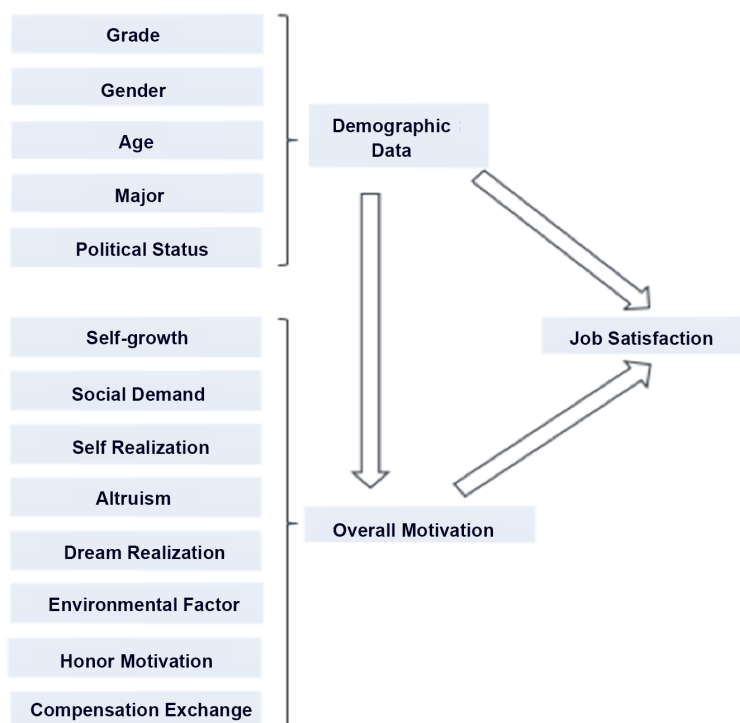 Grade
Gender
Age
Major
Political Status
Demographic
Data
Self-growth
Social Demand
Self Realization
Altruism
Dream Realization
Environmental Factor
Honor Motivation
Compensation Exchange
Overall Motivation
Job Satisfaction